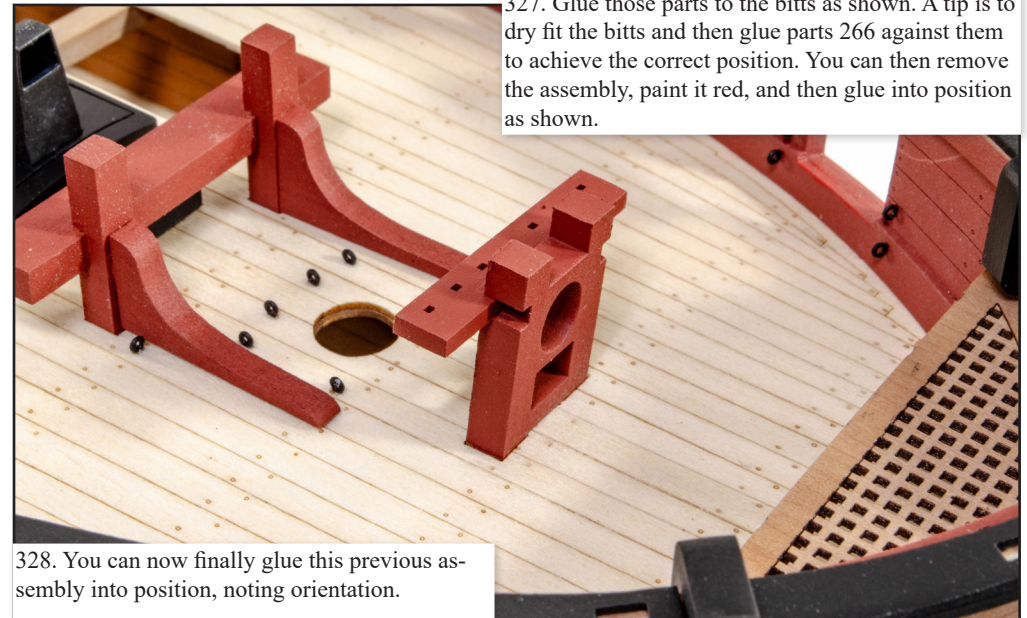 327. Glue those parts to the bitts as shown. A tip is to
dry fit the bitts and then glue parts 266 against them
to achieve the correct position. You can then remove
the assembly, paint it red, and then glue into position
as shown.
328. You can now finally glue this previous as-
sembly into position, noting orientation.